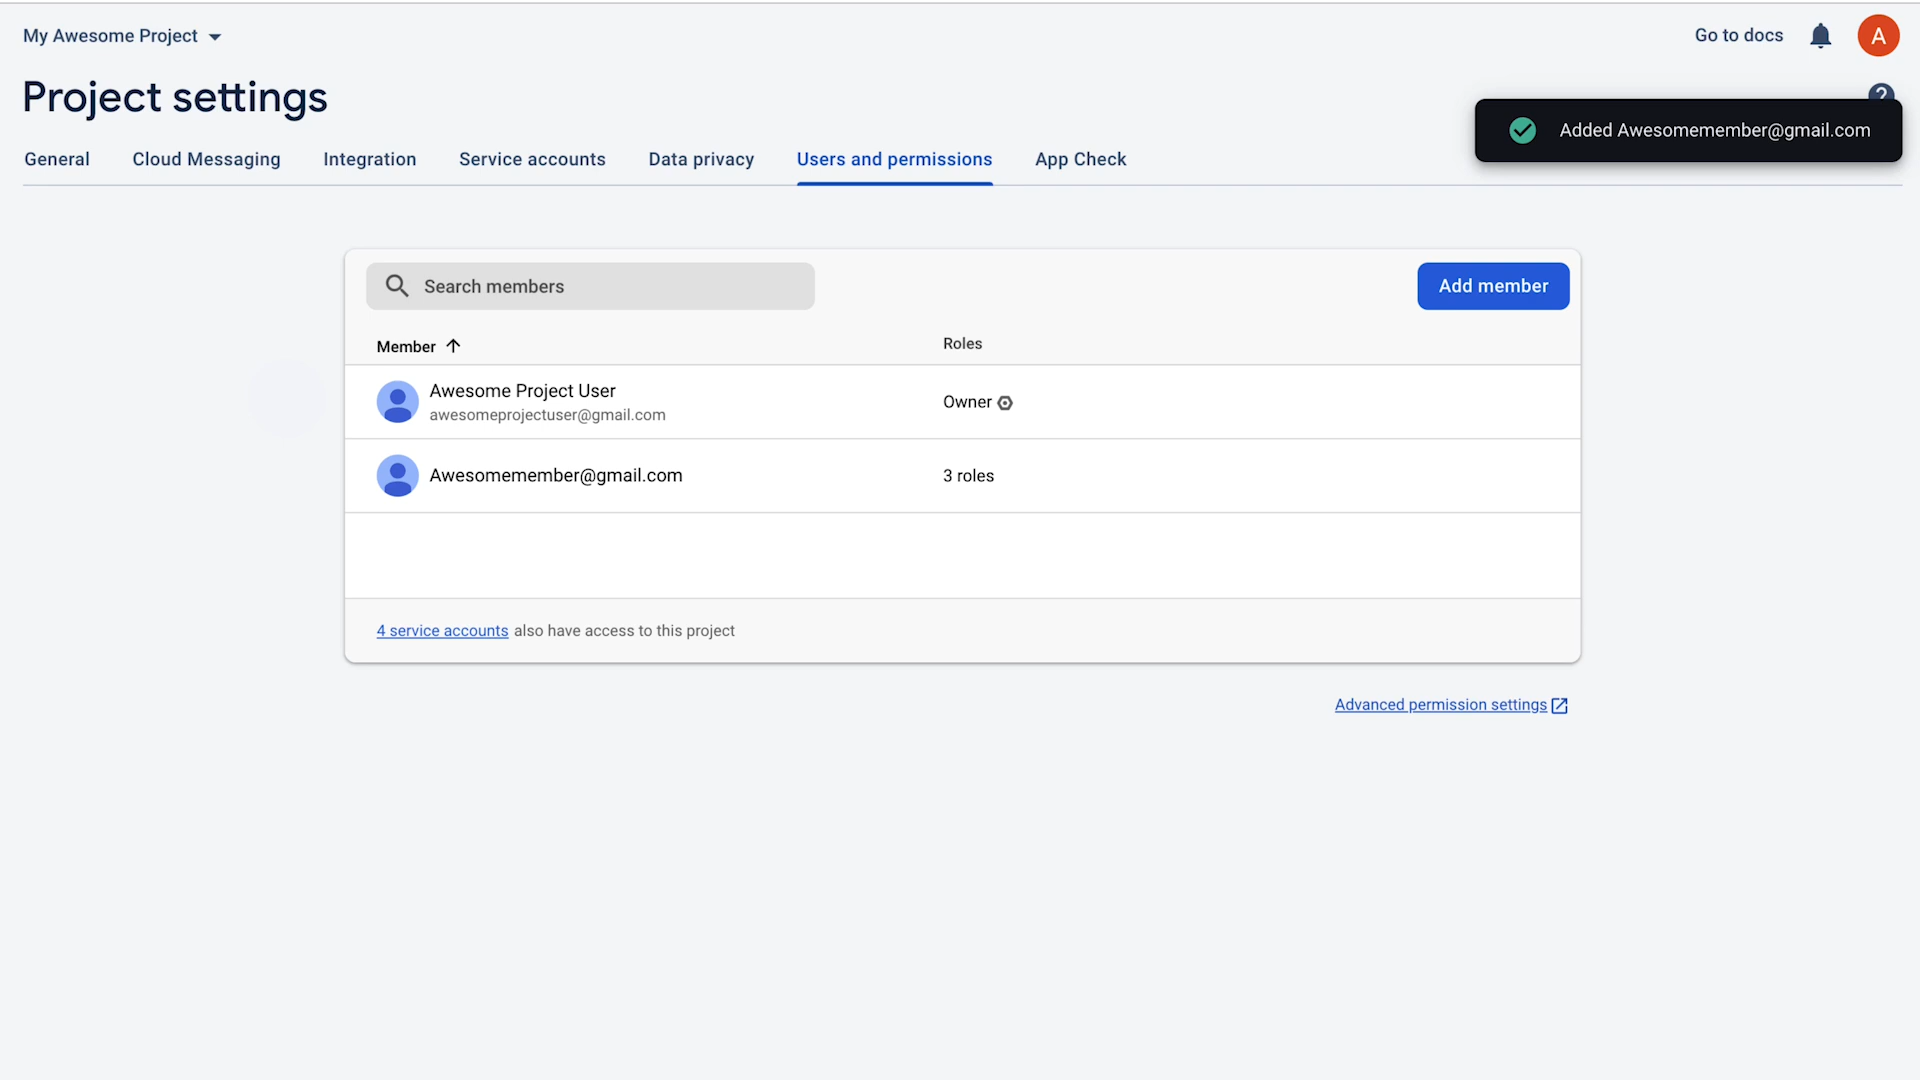 My Awesome Project
Go to docs
A
Project settings
?
Added Awesomemember@gmail.com
General
Cloud Messaging
Integration
Service accounts
Data privacy
Users and permissions
App Check
Search members
Add member
Member
Roles
Awesome Project User
awesomeprojectuser@gmail.com
Owner
Awesomemember@gmail.com
3 roles
4 service accounts also have access to this project
Advanced permission settings